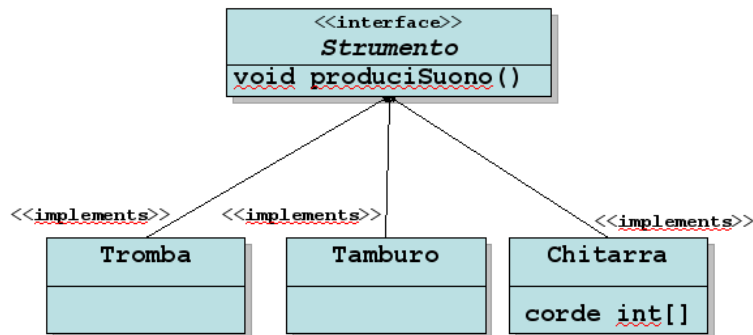 <<interface>>
Strumento
void produciSuono()
<<implements>>
<<implements>>
<<implements>>
Tromba
Tamburo
Chitarra
corde int[]